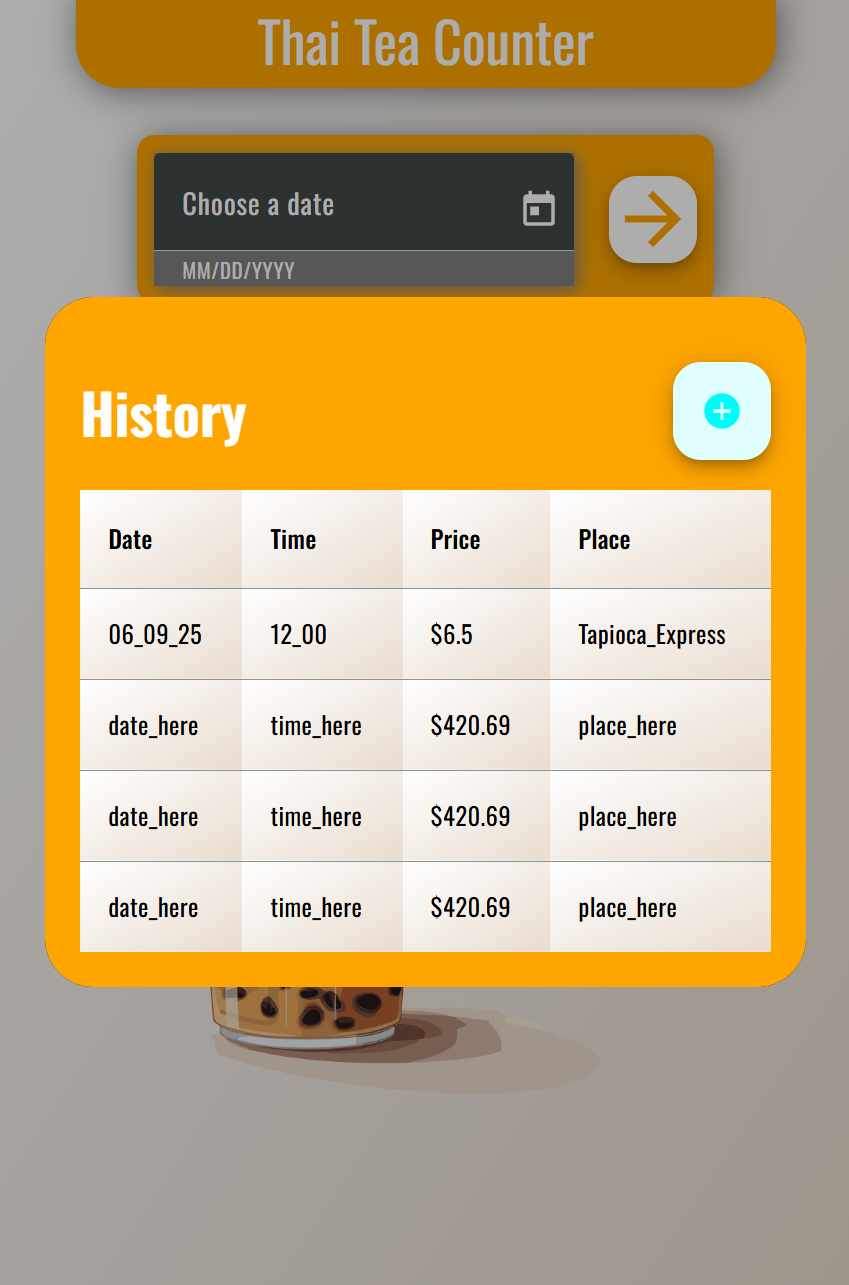 Thai Tea Counter
Choose a date
MM/DD/YYYY
History
Date Time Price Place
06_09_25 12_00 $6.5 Tapioca_Express
date_here time_here $420.69 place_here
date_here time_here $420.69 place_here
date_here time_here $420.69 place_here